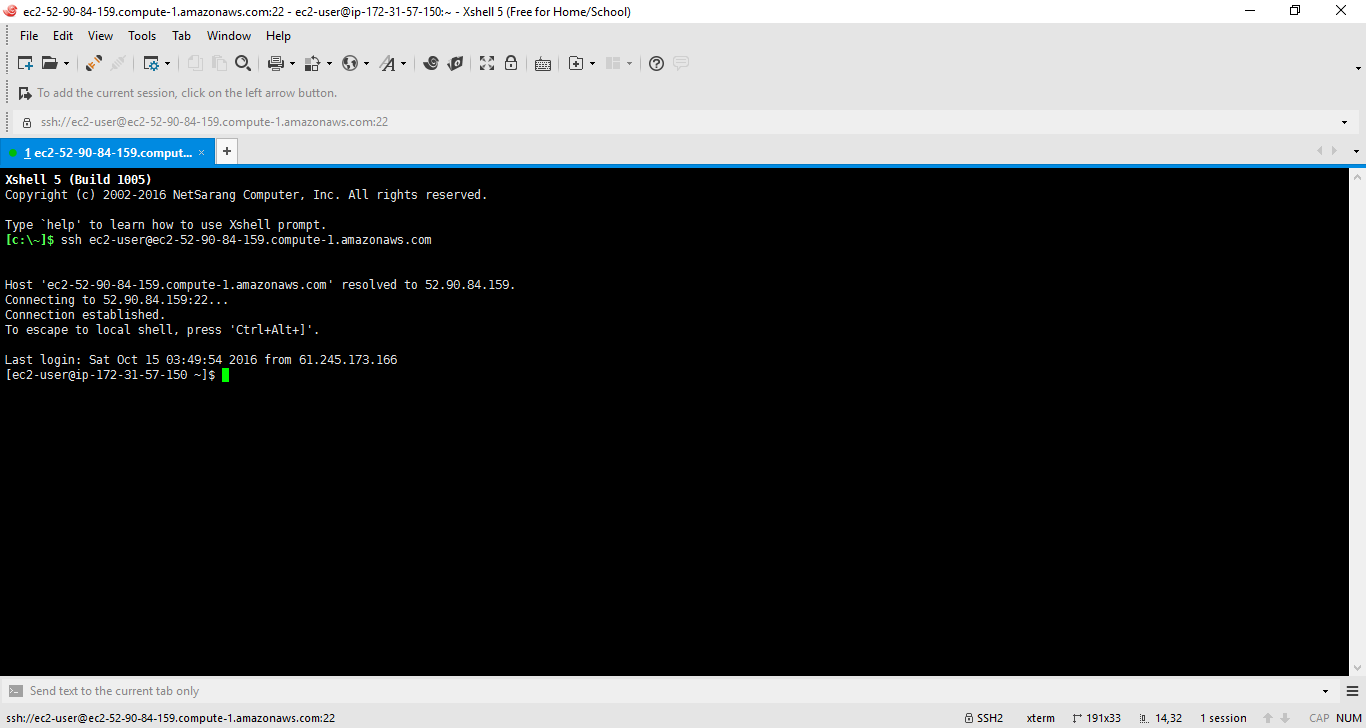 ec2-52-90-84-159.compute-1.amazonaws.com:22 - ec2-user@ip-172-31-57-150:~ - Xshell 5 (Free for Home/School)
File Edit View Tools Tab Window Help
To add the current session, click on the left arrow button.
ssh://ec2-user@ec2-52-90-84-159.compute-1.amazonaws.com:22
1 ec2-52-90-84-159.comput... × +
Xshell 5 (Build 1005)
Copyright (c) 2002-2016 NetSarang Computer, Inc. All rights reserved.
Type `help' to learn how to use Xshell prompt.
[c:\~]$ ssh ec2-user@ec2-52-90-84-159.compute-1.amazonaws.com
Host 'ec2-52-90-84-159.compute-1.amazonaws.com' resolved to 52.90.84.159.
Connecting to 52.90.84.159:22...
Connection established.
To escape to local shell, press 'Ctrl+Alt+]'.
Last login: Sat Oct 15 03:49:54 2016 from 61.245.173.166
[ec2-user@ip-172-31-57-150 ~]$
Send text to the current tab only
ssh://ec2-user@ec2-52-90-84-159.compute-1.amazonaws.com:22 SSH2 xterm 191x33 14,32 1 session CAP NUM